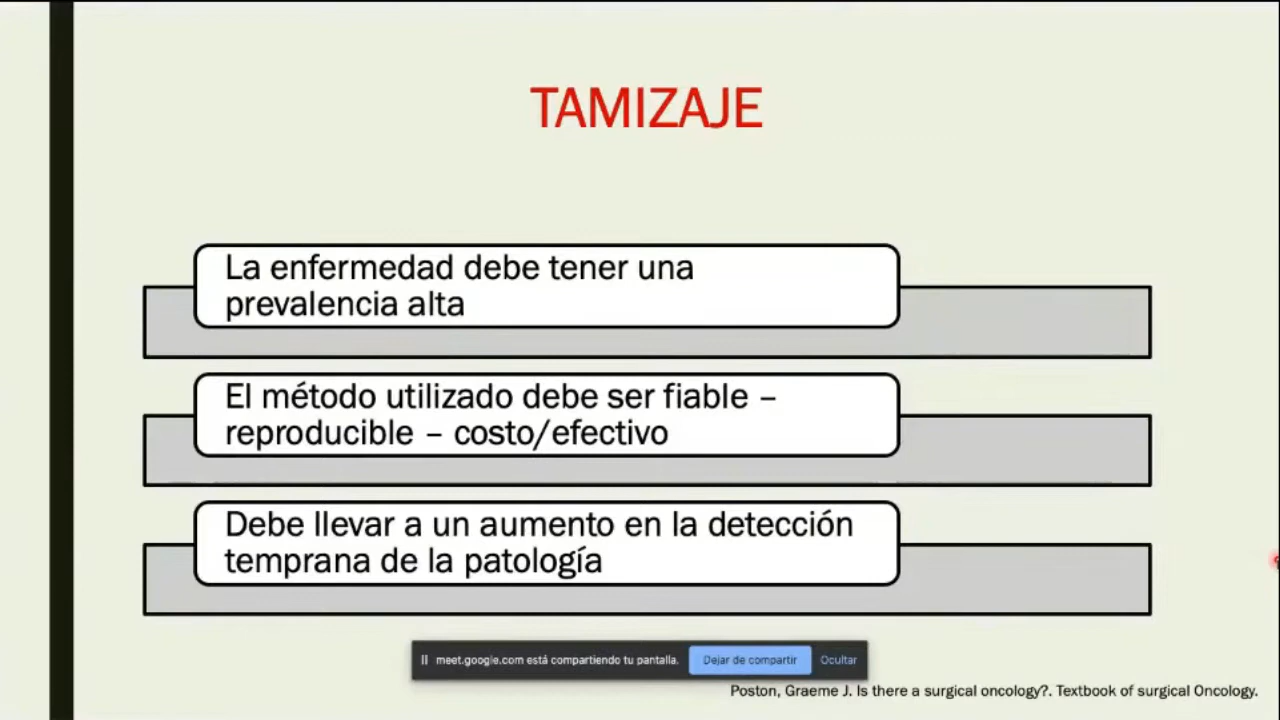 TAMIZAJE
La enfermedad debe tener una
prevalencia alta
El método utilizado debe ser fiable –
reproducible – costo/efectivo
Debe llevar a un aumento en la detección
temprana de la patología
meet.google.com está compartiendo tu pantalla. Dejar de compartir Ocultar
Poston, Graeme J. Is there a surgical oncology?. Textbook of surgical Oncology.